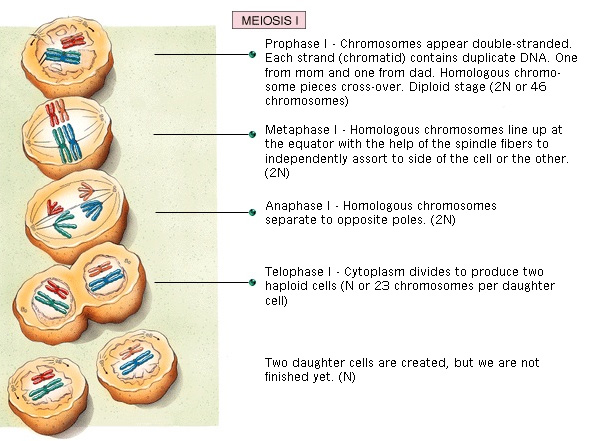 MEIOSIS I
Prophase I - Chromosomes appear double-stranded.
Each strand (chromatid) contains duplicate DNA. One
from mom and one from dad. Homologous chromo-
some pieces cross-over. Diploid stage (2N or 46
chromosomes)
Metaphase I - Homologous chromosomes line up at
the equator with the help of the spindle fibers to
independently assort to side of the cell or the other.
(2N)
Anaphase I - Homologous chromosomes
separate to opposite poles. (2N)
Telophase I - Cytoplasm divides to produce two
haploid cells (N or 23 chromosomes per daughter
cell)
Two daughter cells are created, but we are not
finished yet. (N)